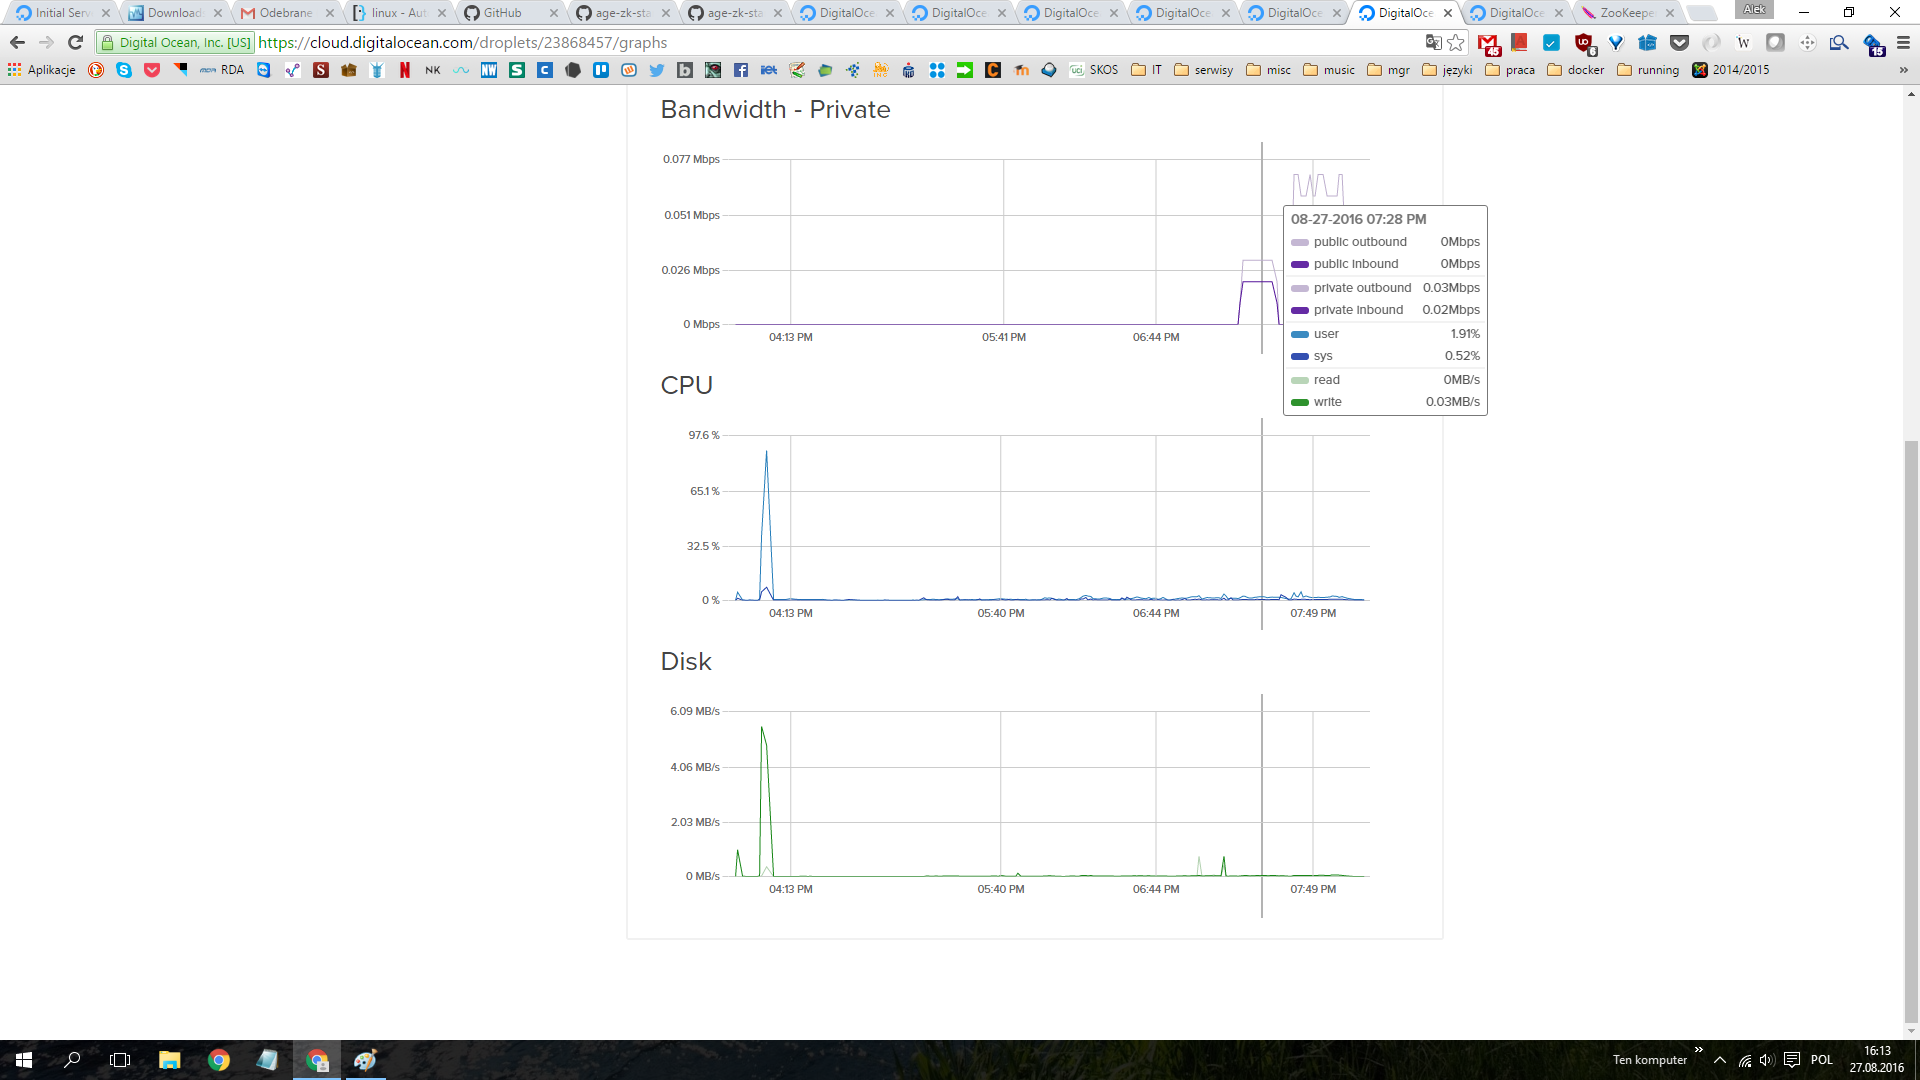 Initial Serv
Download
Odebrane
linux - Aut
GitHub
age-zk-sta
age-zk-sta
DigitalOce
DigitalOce
DigitalOce
DigitalOce
DigitalOce
DigitalOce
DigitalOce
ZooKeepe
Alek
Digital Ocean, Inc. [US]
https://cloud.digitalocean.com/droplets/23868457/graphs
45
6
W
15
Aplikacje
RDA
NK
SKOS
IT
serwisy
misc
music
mgr
języki
praca
docker
running
2014/2015
Bandwidth - Private
0.077 Mbps
0.051 Mbps
0.026 Mbps
0 Mbps
04:13 PM
05:41 PM
06:44 PM
08-27-2016 07:28 PM
public outbound 0Mbps
public inbound 0Mbps
private outbound 0.03Mbps
private inbound 0.02Mbps
user 1.91%
sys 0.52%
read 0MB/s
write 0.03MB/s
CPU
97.6 %
65.1 %
32.5 %
0 %
04:13 PM
05:40 PM
06:44 PM
07:49 PM
Disk
6.09 MB/s
4.06 MB/s
2.03 MB/s
0 MB/s
04:13 PM
05:40 PM
06:44 PM
07:49 PM
Ten komputer
POL
16:13
27.08.2016